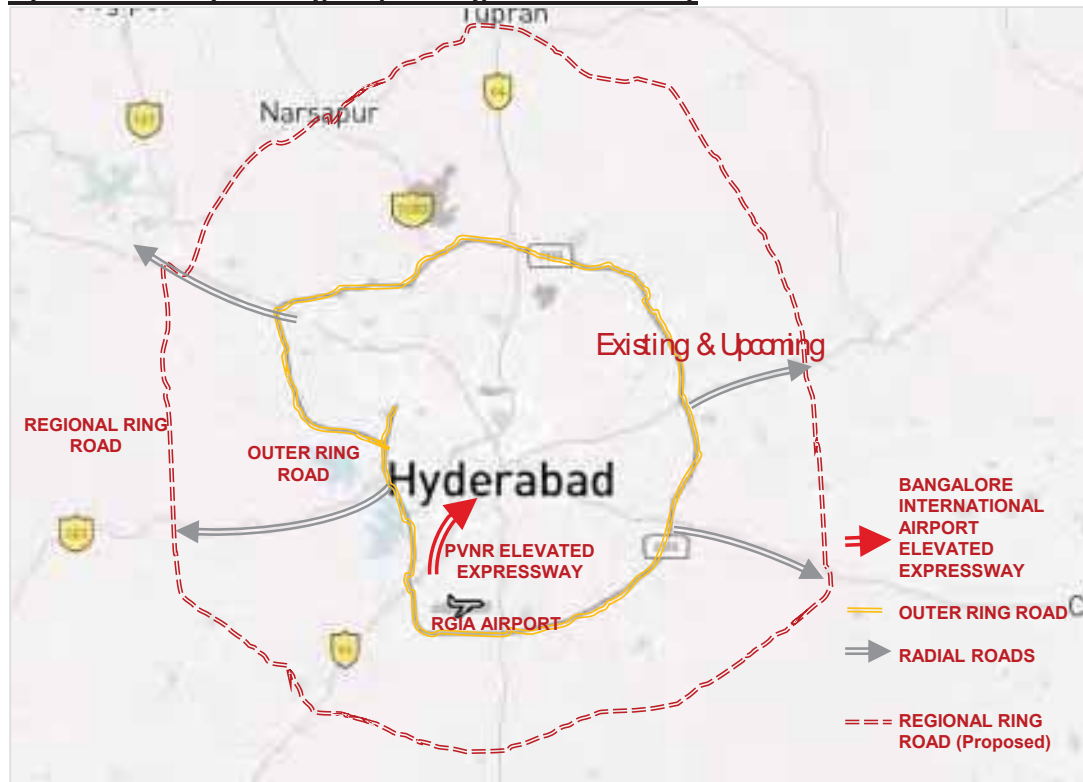 Tupran
Narsapur
Existing & Upcoming
REGIONAL RING
ROAD
OUTER RING
ROAD
Hyderabad
PVNR ELEVATED
EXPRESSWAY
RGIA AIRPORT
BANGALORE
INTERNATIONAL
AIRPORT
ELEVATED
EXPRESSWAY
OUTER RING ROAD
RADIAL ROADS
REGIONAL RING
ROAD (Proposed)